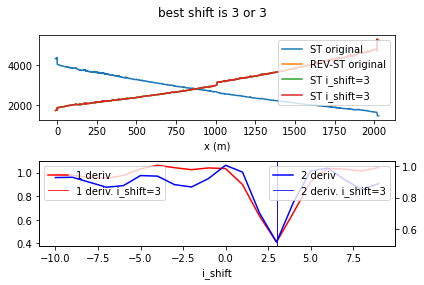 best shift is 3 or 3
4000
2000
ST original
REV-ST original
ST i_shift=3
ST i_shift=3
0 250 500 750 1000 1250 1500 1750 2000
x (m)
1.0
0.8
0.6
0.4
1 deriv
1 deriv. i_shift=3
2 deriv
2 deriv. i_shift=3
1.0
0.8
0.6
−10.0 −7.5 −5.0 −2.5 0.0 2.5 5.0 7.5
i_shift